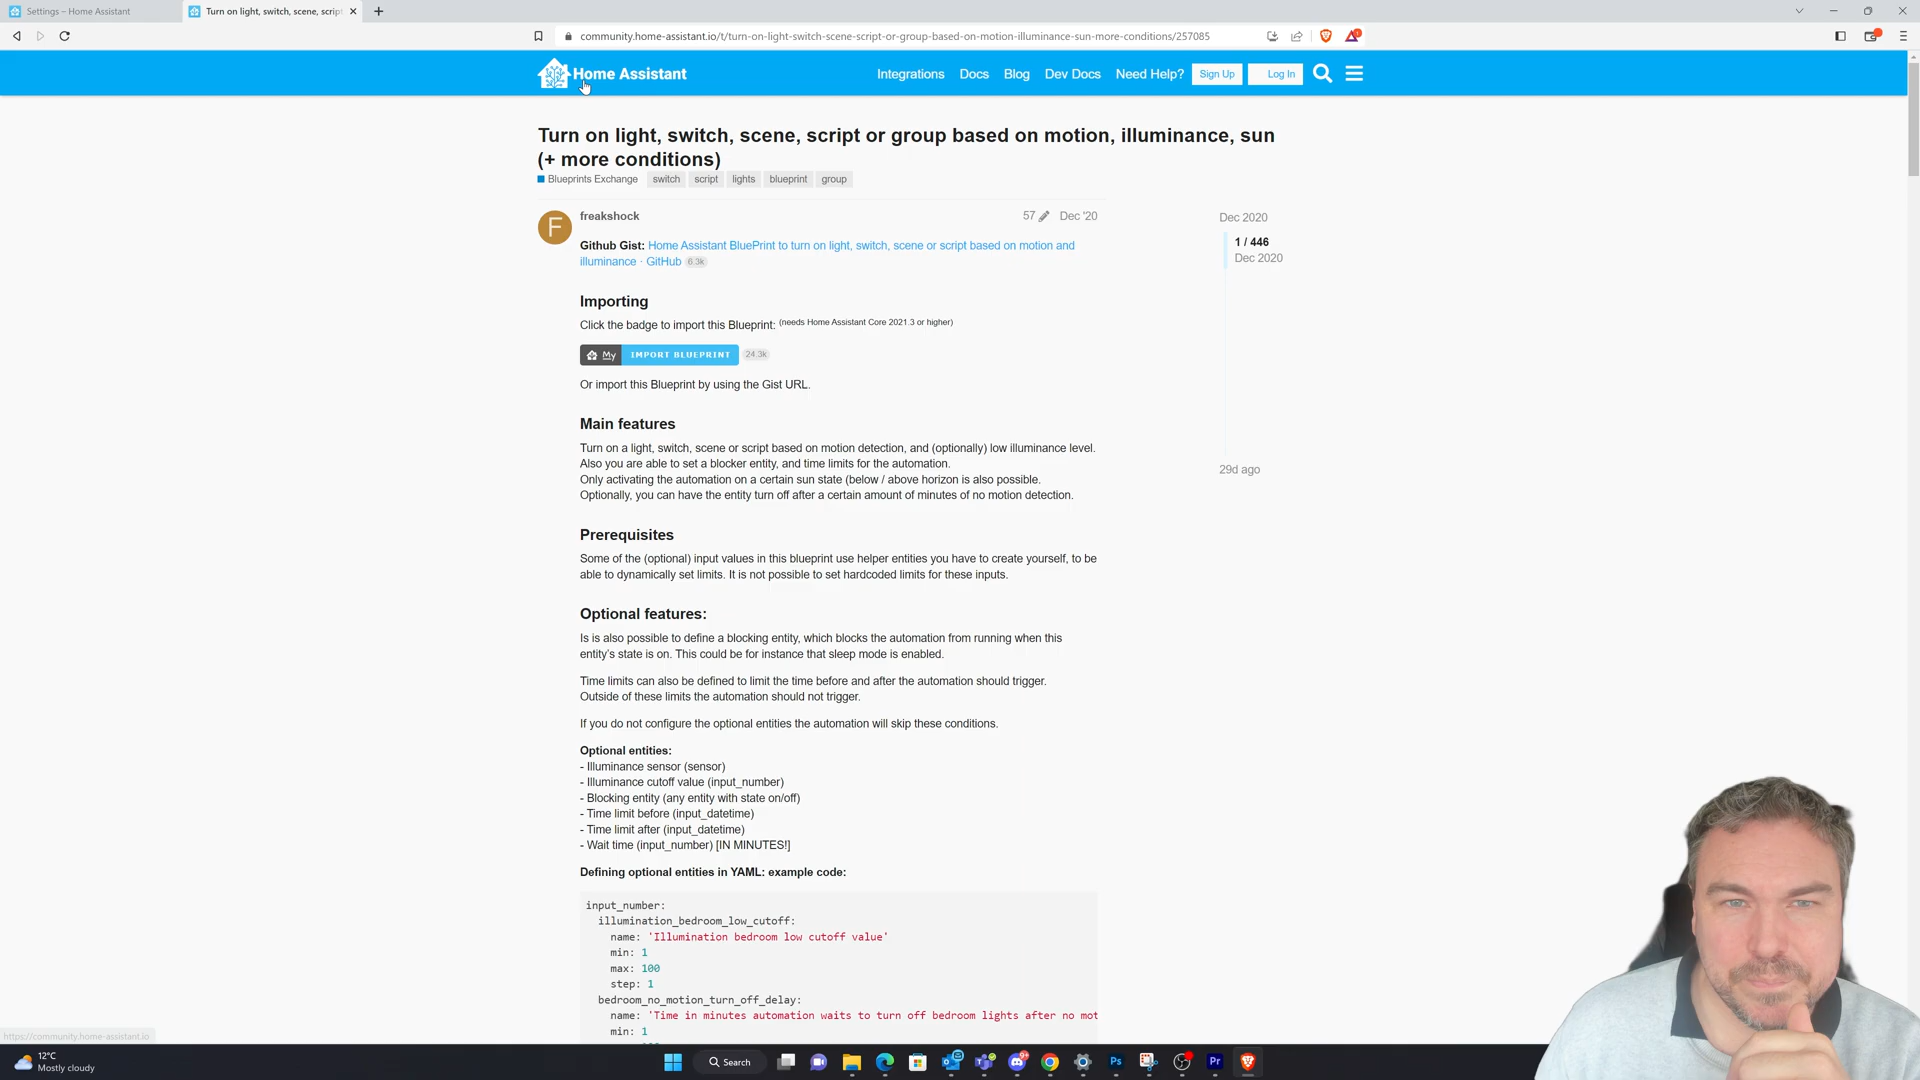 Settings – Home Assistant
Turn on light, switch, scene, script
community.home-assistant.io/t/turn-on-light-switch-scene-script-or-group-based-on-motion-illuminance-sun-more-conditions/257085
Home Assistant
Integrations Docs Blog Dev Docs Need Help? Sign Up Log In
Turn on light, switch, scene, script or group based on motion, illuminance, sun
(+ more conditions)
Blueprints Exchange switch script lights blueprint group
F
freakshock
57 Dec '20
Github Gist: Home Assistant BluePrint to turn on light, switch, scene or script based on motion and
illuminance · GitHub 6.3k
Dec 2020
1 / 446
Dec 2020
29d ago
Importing
Click the badge to import this Blueprint: (needs Home Assistant Core 2021.3 or higher)
My IMPORT BLUEPRINT 24.3k
Or import this Blueprint by using the Gist URL.
Main features
Turn on a light, switch, scene or script based on motion detection, and (optionally) low illuminance level.
Also you are able to set a blocker entity, and time limits for the automation.
Only activating the automation on a certain sun state (below / above horizon is also possible.
Optionally, you can have the entity turn off after a certain amount of minutes of no motion detection.
Prerequisites
Some of the (optional) input values in this blueprint use helper entities you have to create yourself, to be
able to dynamically set limits. It is not possible to set hardcoded limits for these inputs.
Optional features:
Is is also possible to define a blocking entity, which blocks the automation from running when this
entity's state is on. This could be for instance that sleep mode is enabled.
Time limits can also be defined to limit the time before and after the automation should trigger.
Outside of these limits the automation should not trigger.
If you do not configure the optional entities the automation will skip these conditions.
Optional entities:
- Illuminance sensor (sensor)
- Illuminance cutoff value (input_number)
- Blocking entity (any entity with state on/off)
- Time limit before (input_datetime)
- Time limit after (input_datetime)
- Wait time (input_number) [IN MINUTES!]
Defining optional entities in YAML: example code:
input_number:
illumination_bedroom_low_cutoff:
name: 'Illumination bedroom low cutoff value'
min: 1
max: 100
step: 1
bedroom_no_motion_turn_off_delay:
name: 'Time in minutes automation waits to turn off bedroom lights after no mot
min: 1
https://community.home-assistant.io
12°C
Mostly cloudy
Search
Ps
Pr